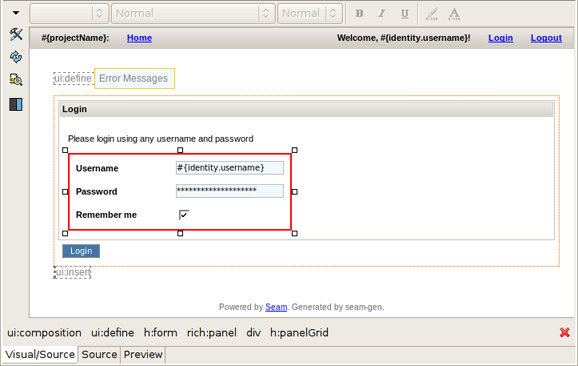 Normal
B I U A
#{projectName}: Home Welcome, #{identity.username}! Login Logout
ui:define Error Messages
Login
Please login using any username and password
Username #{identity.username}
Password ********************
Remember me
Login
ui:insert
Powered by Seam. Generated by seam-gen.
ui:composition ui:define h:form rich:panel div h:panelGrid
Visual/Source Source Preview